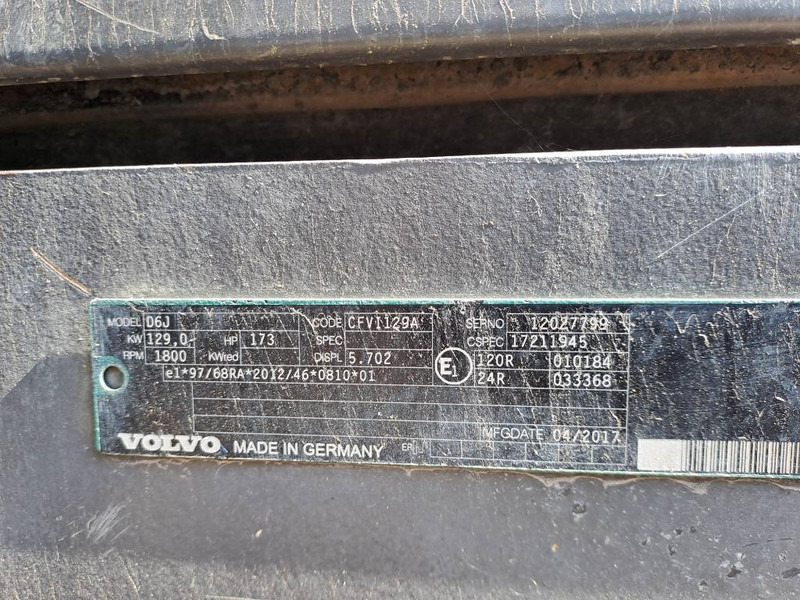 MODEL D6J CODE CFVI129A SERNO 12027799
KW 129,0 HP 173 SPEC CSPEC 17211945
RPM 1800 KWred DISPL 5.702 E1 120R 010184
e1*97/68RA*2012/46*0810*01 24R 033368
MFGDATE 04/2017
VOLVO MADE IN GERMANY EP